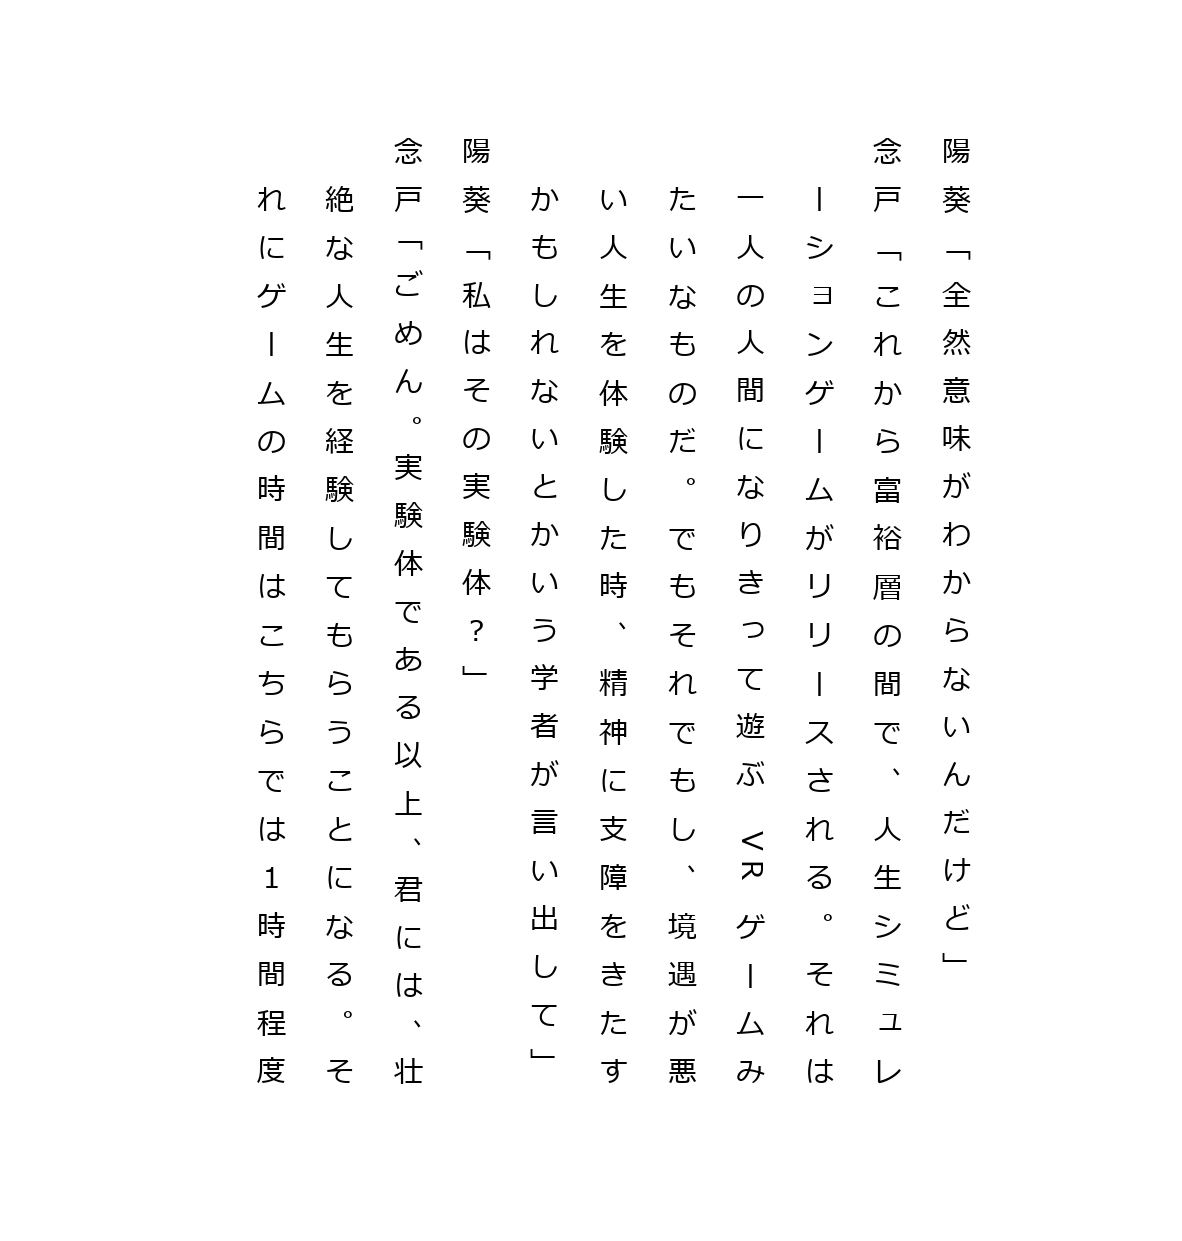 陽葵「全然意味がわからないんだけど」
念戸「これから富裕層の間で、人生シミュレ
ーションゲームがリリースされる。それは
一人の人間になりきって遊ぶ VR ゲームみ
たいなものだ。でもそれでもし、境遇が悪
い人生を体験した時、精神に支障をきたす
かもしれないとかいう学者が言い出して」
陽葵「私はその実験体？」
念戸「ごめん。実験体である以上、君には、壮
絶な人生を経験してもらうことになる。そ
れにゲームの時間はこちらでは1時間程度